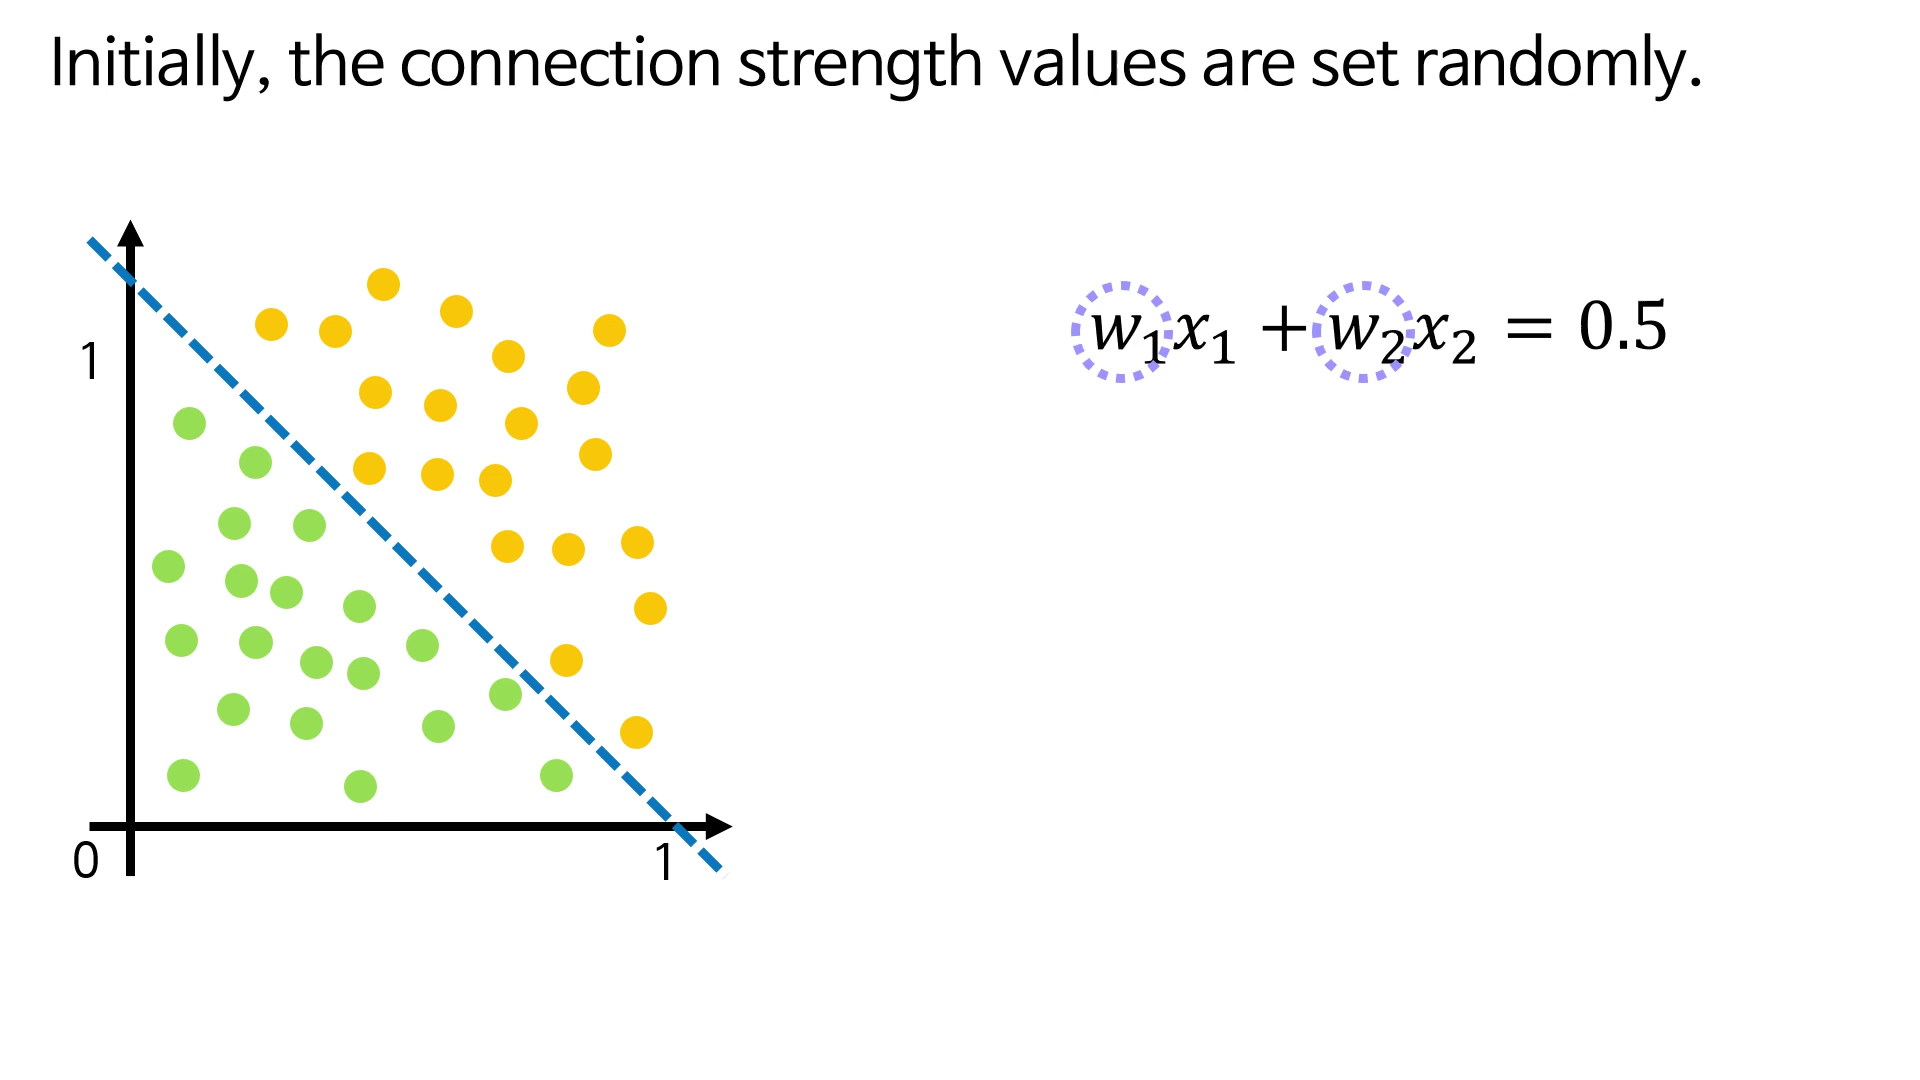 Initially, the connection strength values are set randomly.
w₁x₁ + w₂x₂ = 0.5
1
0
1